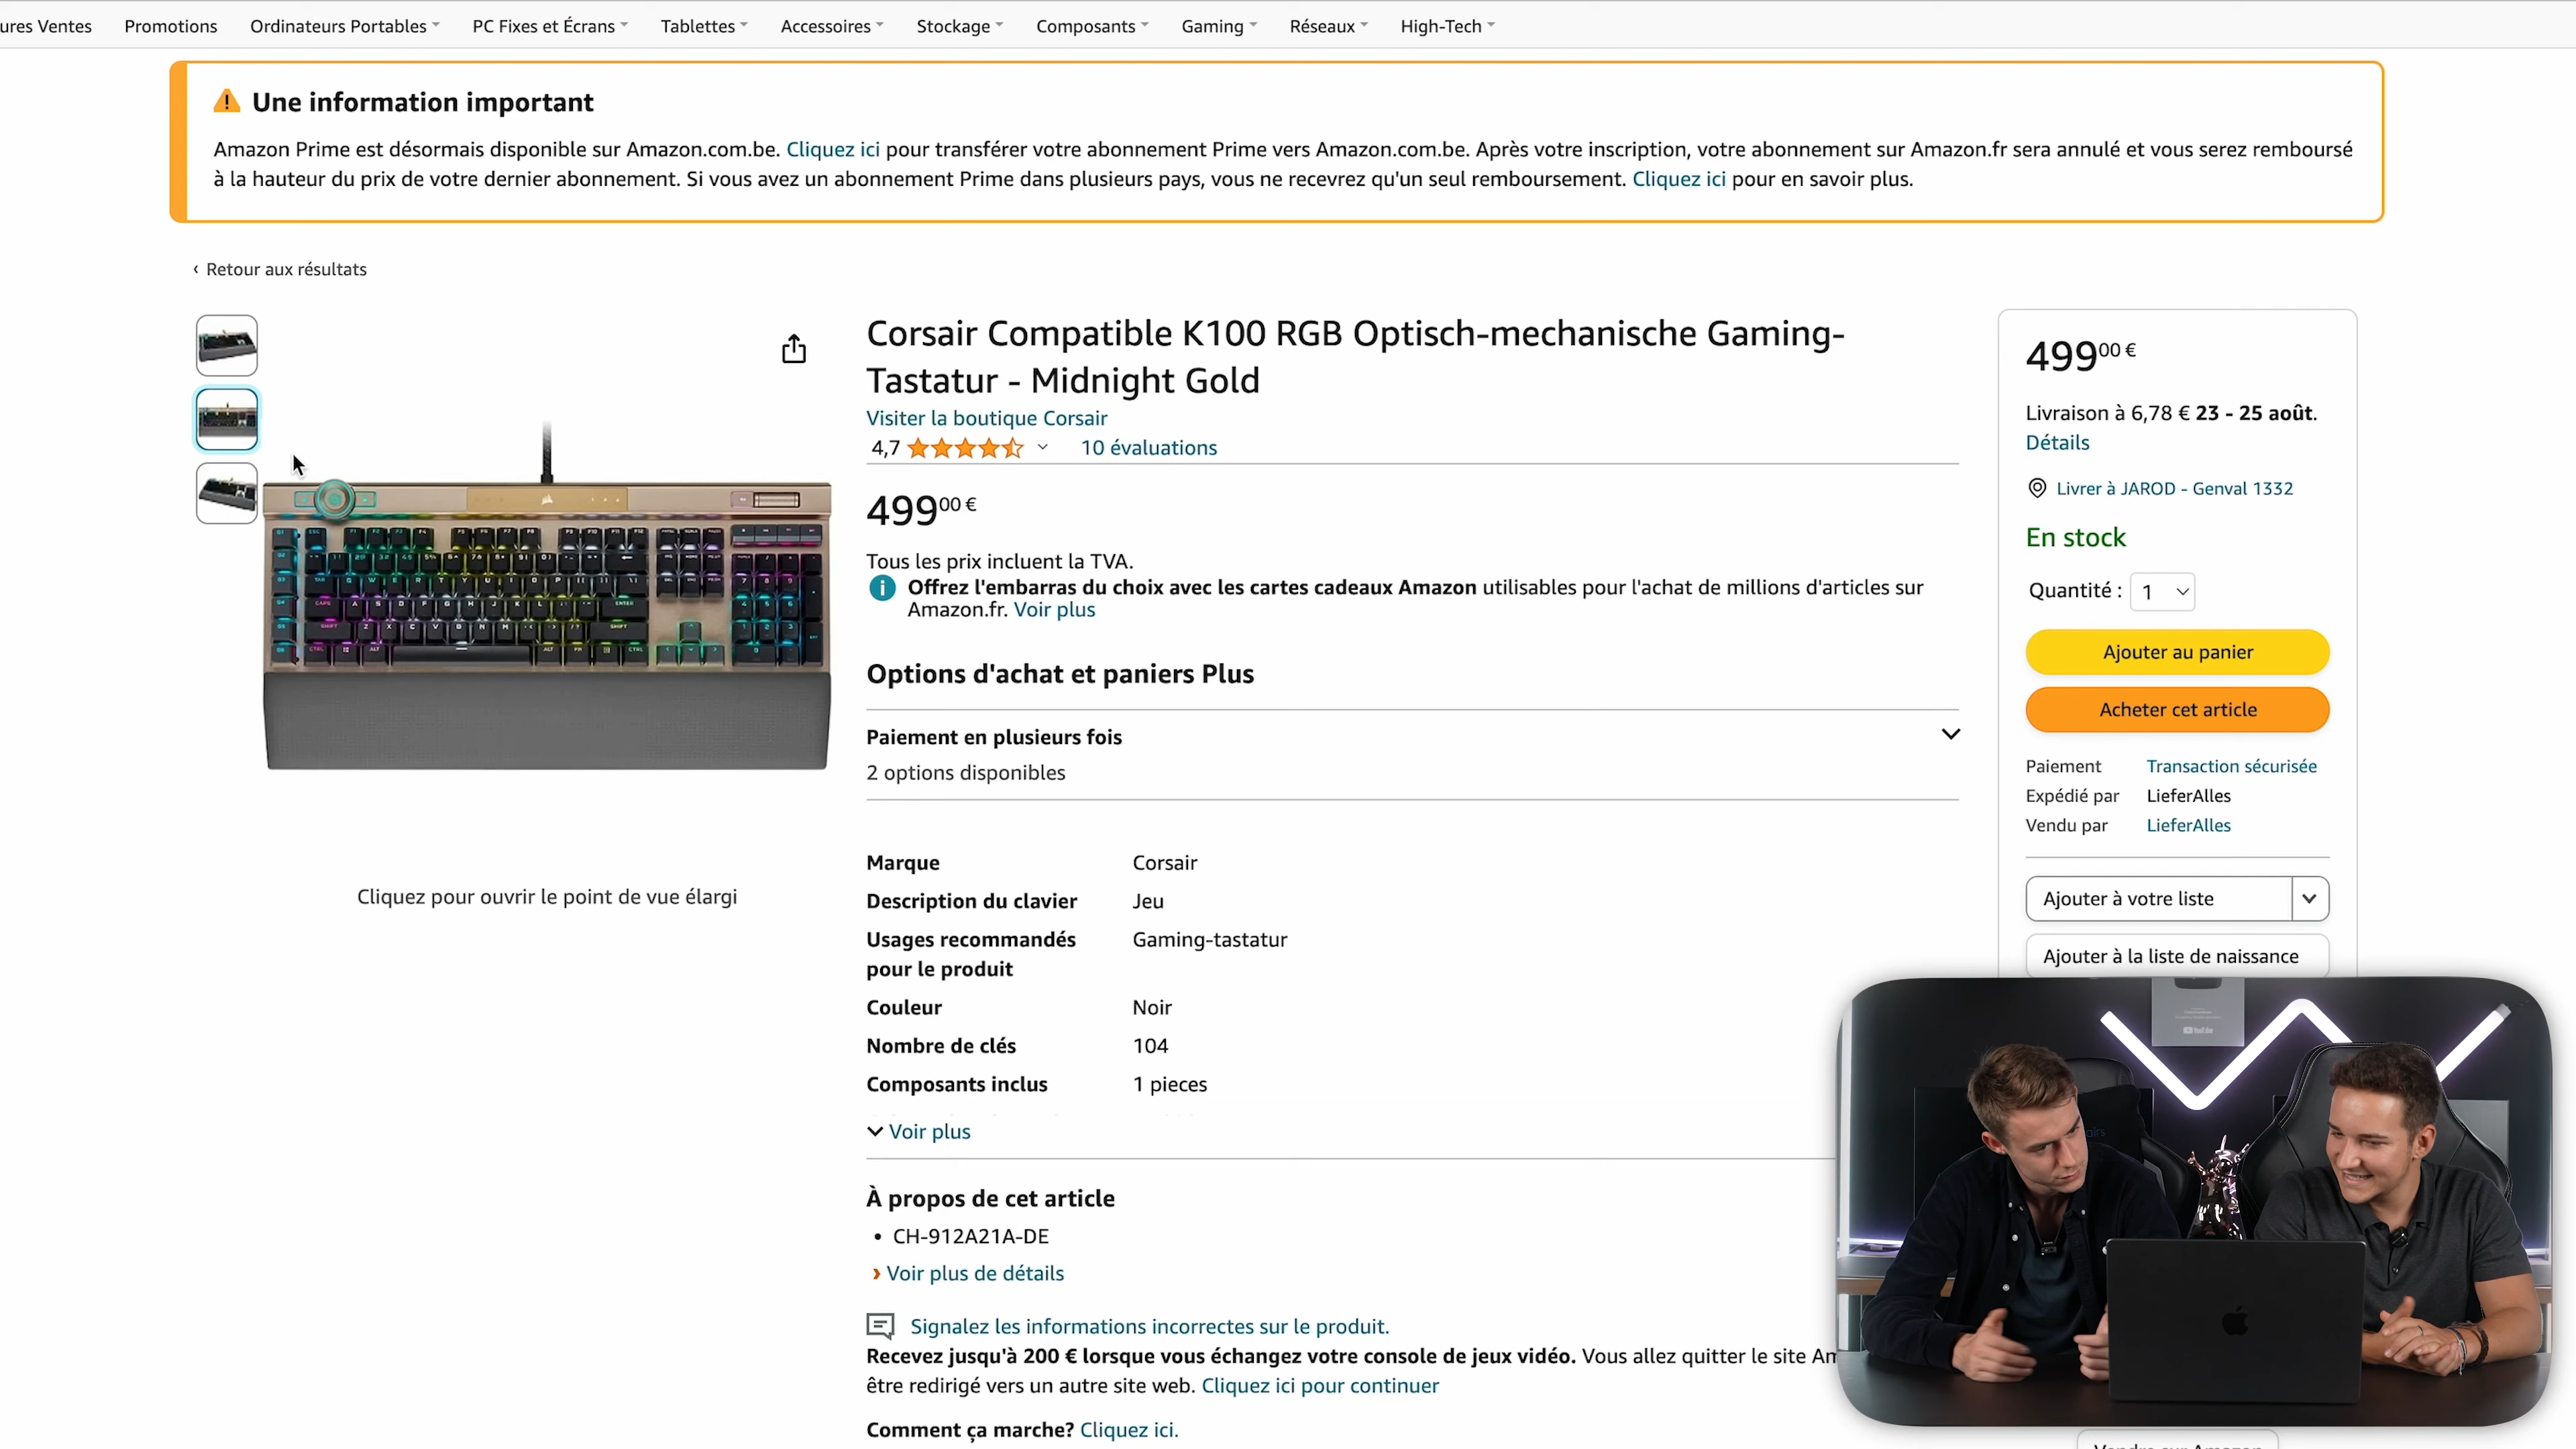 ures Ventes Promotions Ordinateurs Portables PC Fixes et Écrans Tablettes Accessoires Stockage Composants Gaming Réseaux High-Tech
Une information important
Amazon Prime est désormais disponible sur Amazon.com.be. Cliquez ici pour transférer votre abonnement Prime vers Amazon.com.be. Après votre inscription, votre abonnement sur Amazon.fr sera annulé et vous serez remboursé
à la hauteur du prix de votre dernier abonnement. Si vous avez un abonnement Prime dans plusieurs pays, vous ne recevrez qu'un seul remboursement. Cliquez ici pour en savoir plus.
‹ Retour aux résultats
Cliquez pour ouvrir le point de vue élargi
Corsair Compatible K100 RGB Optisch-mechanische Gaming-
Tastatur - Midnight Gold
Visiter la boutique Corsair
4,7 10 évaluations
49900 €
Tous les prix incluent la TVA.
Offrez l'embarras du choix avec les cartes cadeaux Amazon utilisables pour l'achat de millions d'articles sur
Amazon.fr. Voir plus
Options d'achat et paniers Plus
Paiement en plusieurs fois
2 options disponibles
Marque Corsair
Description du clavier Jeu
Usages recommandés Gaming-tastatur
pour le produit
Couleur Noir
Nombre de clés 104
Composants inclus 1 pieces
Voir plus
À propos de cet article
• CH-912A21A-DE
› Voir plus de détails
Signalez les informations incorrectes sur le produit.
Recevez jusqu'à 200 € lorsque vous échangez votre console de jeux vidéo. Vous allez quitter le site Am
être redirigé vers un autre site web. Cliquez ici pour continuer
Comment ça marche? Cliquez ici.
49900 €
Livraison à 6,78 € 23 - 25 août.
Détails
Livrer à JAROD - Genval 1332
En stock
Quantité : 1
Ajouter au panier
Acheter cet article
Paiement Transaction sécurisée
Expédié par LieferAlles
Vendu par LieferAlles
Ajouter à votre liste
Ajouter à la liste de naissance
YouTube
Vendre sur Amazon